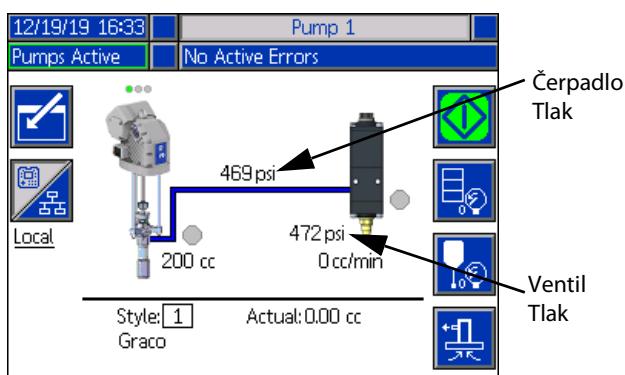 12/19/19 16:33 Pump 1
Pumps Active No Active Errors
Čerpadlo
Tlak
469 psi
Local
472 psi
200 cc 0 cc/min
Ventil
Tlak
Style: 1 Actual: 0.00 cc
Graco